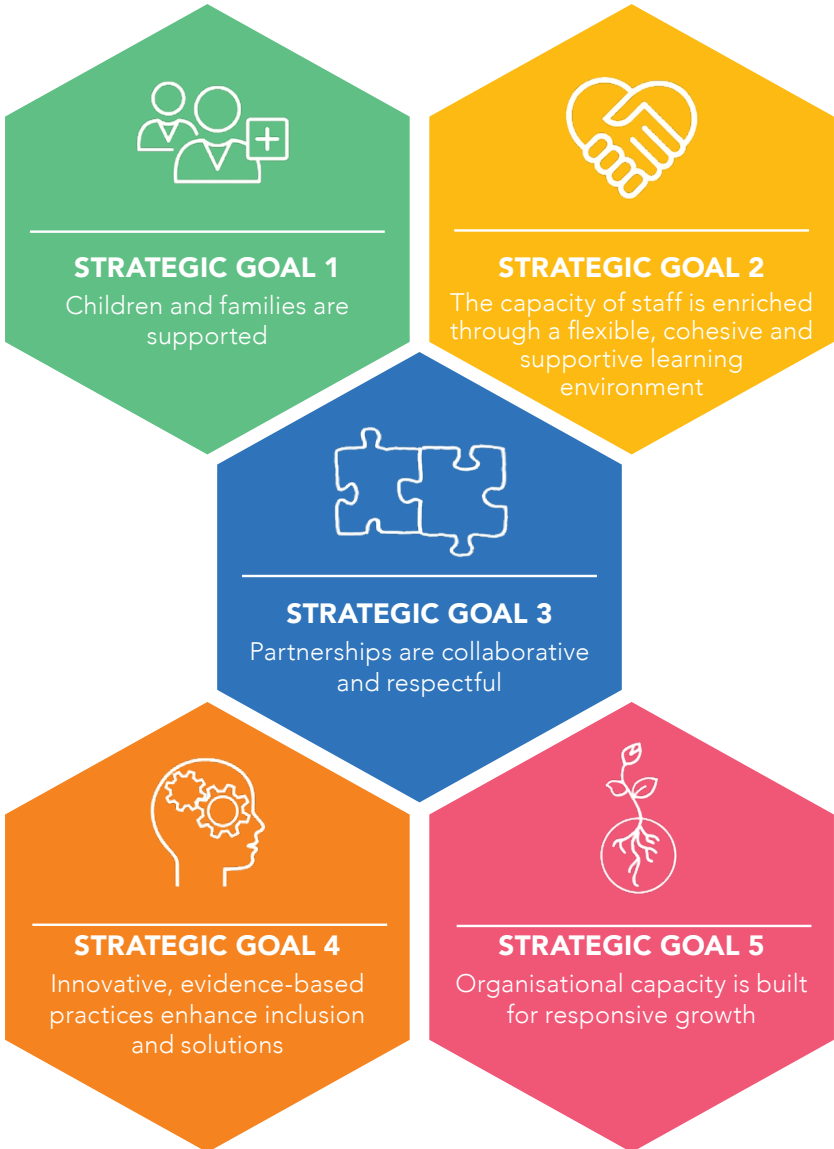 STRATEGIC GOAL 1
Children and families are
supported
STRATEGIC GOAL 2
The capacity of staff is enriched
through a flexible, cohesive and
supportive learning
environment
STRATEGIC GOAL 3
Partnerships are collaborative
and respectful
STRATEGIC GOAL 4
Innovative, evidence-based
practices enhance inclusion
and solutions
STRATEGIC GOAL 5
Organisational capacity is built
for responsive growth